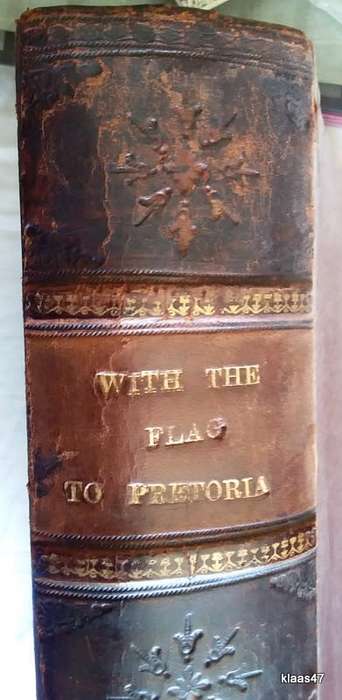 WITH THE
FLAG
TO PRETORIA
klaas47